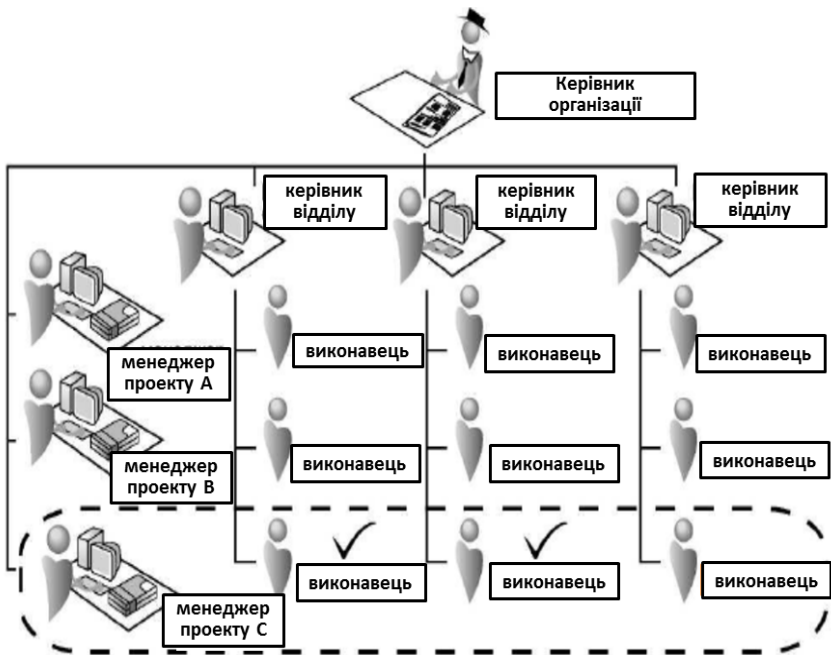 Керівник
організації
керівник
відділу
керівник
відділу
керівник
відділу
менеджер
проекту А
виконавець
виконавець
виконавець
менеджер
проекту В
виконавець
виконавець
виконавець
менеджер
проекту С
виконавець
виконавець
виконавець